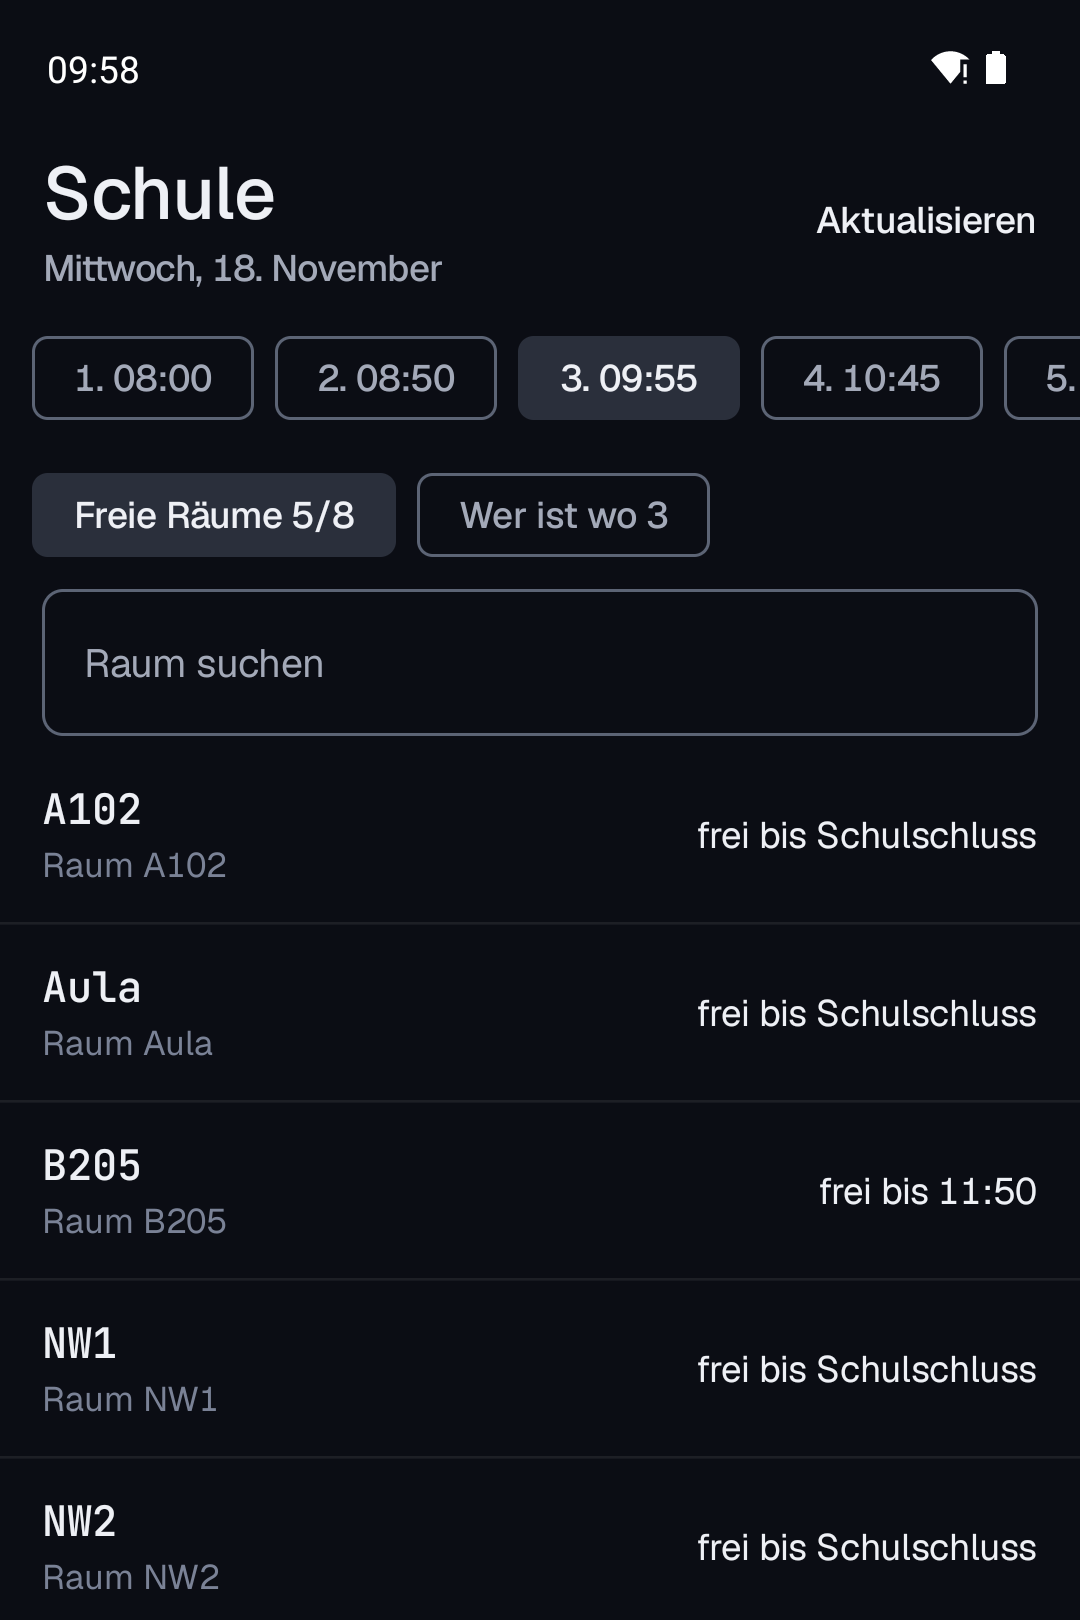 09:58
Schule
Aktualisieren
Mittwoch, 18. November
1. 08:00 2. 08:50 3. 09:55 4. 10:45 5.
Freie Räume 5/8 Wer ist wo 3
Raum suchen
A102
frei bis Schulschluss
Raum A102
Aula
frei bis Schulschluss
Raum Aula
B205
frei bis 11:50
Raum B205
NW1
frei bis Schulschluss
Raum NW1
NW2
frei bis Schulschluss
Raum NW2